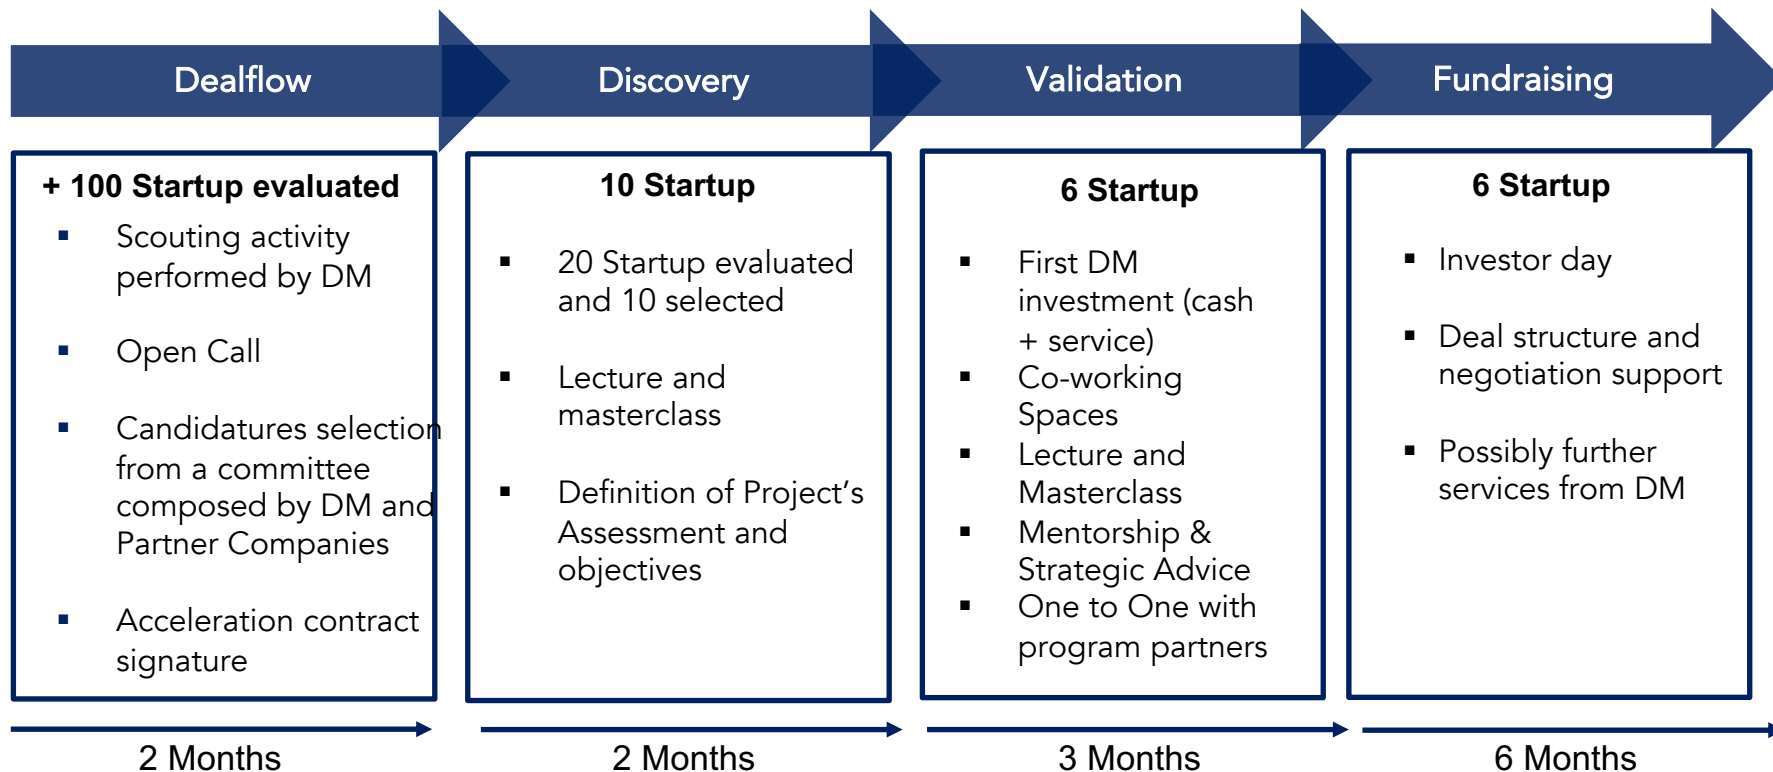 Dealflow
Discovery
Validation
Fundraising
+ 100 Startup evaluated
▪ Scouting activity
performed by DM
▪ Open Call
▪ Candidatures selection
from a committee
composed by DM and
Partner Companies
▪ Acceleration contract
signature
10 Startup
▪ 20 Startup evaluated
and 10 selected
▪ Lecture and
masterclass
▪ Definition of Project’s
Assessment and
objectives
6 Startup
▪ First DM
investment (cash
+ service)
▪ Co-working
Spaces
▪ Lecture and
Masterclass
▪ Mentorship &
Strategic Advice
▪ One to One with
program partners
6 Startup
▪ Investor day
▪ Deal structure and
negotiation support
▪ Possibly further
services from DM
2 Months
2 Months
3 Months
6 Months